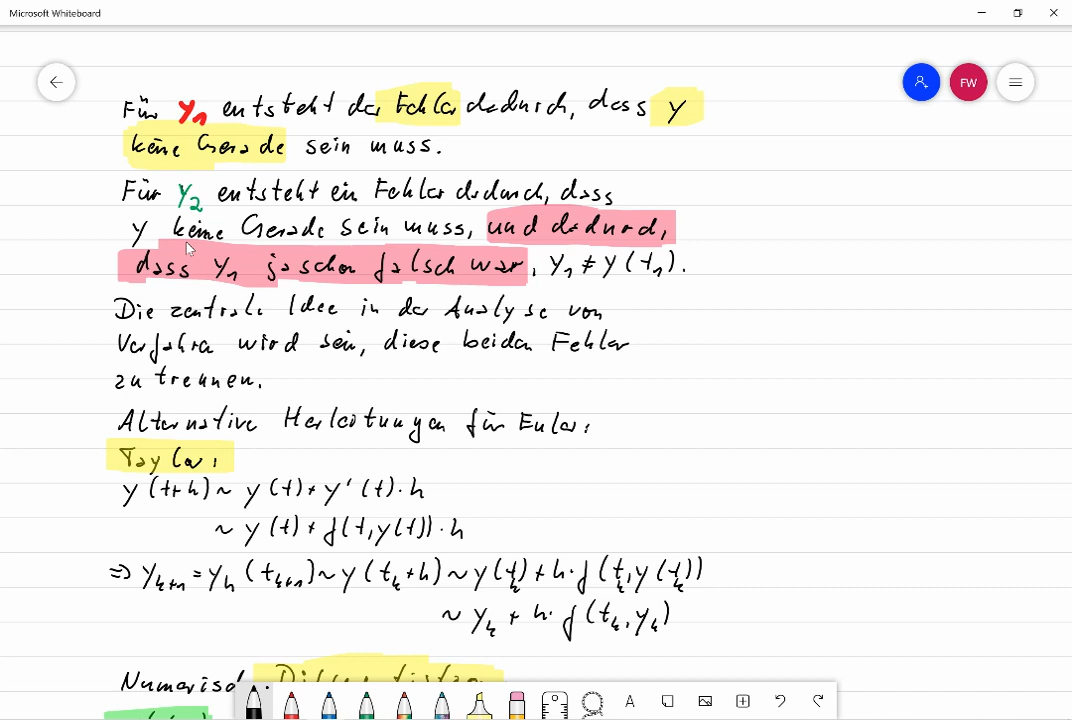 Microsoft Whiteboard
FW
Für y₁ entsteht der Fehler dadurch, dass y
keine Gerade sein muss.
Für y₂ entsteht ein Fehler dadurch, dass
y keine Gerade sein muss, und dadurch,
dass y₁ ja schon falsch war, y₁ ≠ y(t₁).
Die zentrale Idee in der Analyse von
Verfahren wird sein, diese beiden Fehler
zu trennen.
Alternative Herleitungen für Euler:
Taylor:
y(t+h) ~ y(t) + y'(t)·h
~ y(t) + f(t,y(t))·h
⇒ yₖ₊₁ = yₕ(tₖ₊₁) ~ y(tₖ+h) ~ y(tₖ) + h·f(tₖ,y(tₖ))
~ yₖ + h·f(tₖ,yₖ)
A